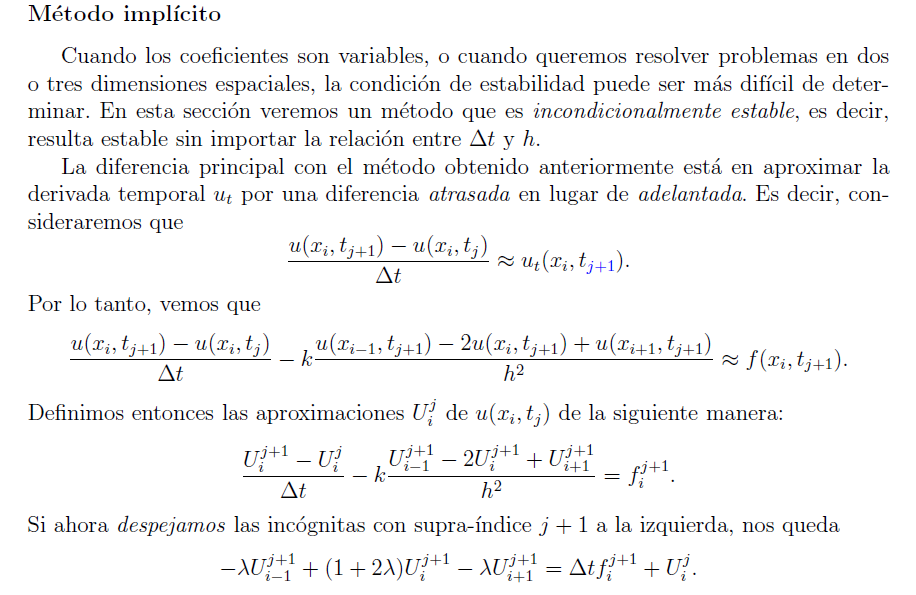 Método implícito
Cuando los coeficientes son variables, o cuando queremos resolver problemas en dos
o tres dimensiones espaciales, la condición de estabilidad puede ser más difícil de deter-
minar. En esta sección veremos un método que es incondicionalmente estable, es decir,
resulta estable sin importar la relación entre Δt y h.
La diferencia principal con el método obtenido anteriormente está en aproximar la
derivada temporal u_t por una diferencia atrasada en lugar de adelantada. Es decir, con-
sideraremos que
\frac{u(x_i, t_{j+1}) - u(x_i, t_j)}{\Delta t} \approx u_t(x_i, t_{j+1}).
Por lo tanto, vemos que
\frac{u(x_i, t_{j+1}) - u(x_i, t_j)}{\Delta t} - k\frac{u(x_{i-1}, t_{j+1}) - 2u(x_i, t_{j+1}) + u(x_{i+1}, t_{j+1})}{h^2} \approx f(x_i, t_{j+1}).
Definimos entonces las aproximaciones U_i^j de u(x_i, t_j) de la siguiente manera:
\frac{U_i^{j+1} - U_i^j}{\Delta t} - k\frac{U_{i-1}^{j+1} - 2U_i^{j+1} + U_{i+1}^{j+1}}{h^2} = f_i^{j+1}.
Si ahora despejamos las incógnitas con supra-índice j + 1 a la izquierda, nos queda
-\lambda U_{i-1}^{j+1} + (1 + 2\lambda)U_i^{j+1} - \lambda U_{i+1}^{j+1} = \Delta t f_i^{j+1} + U_i^j.